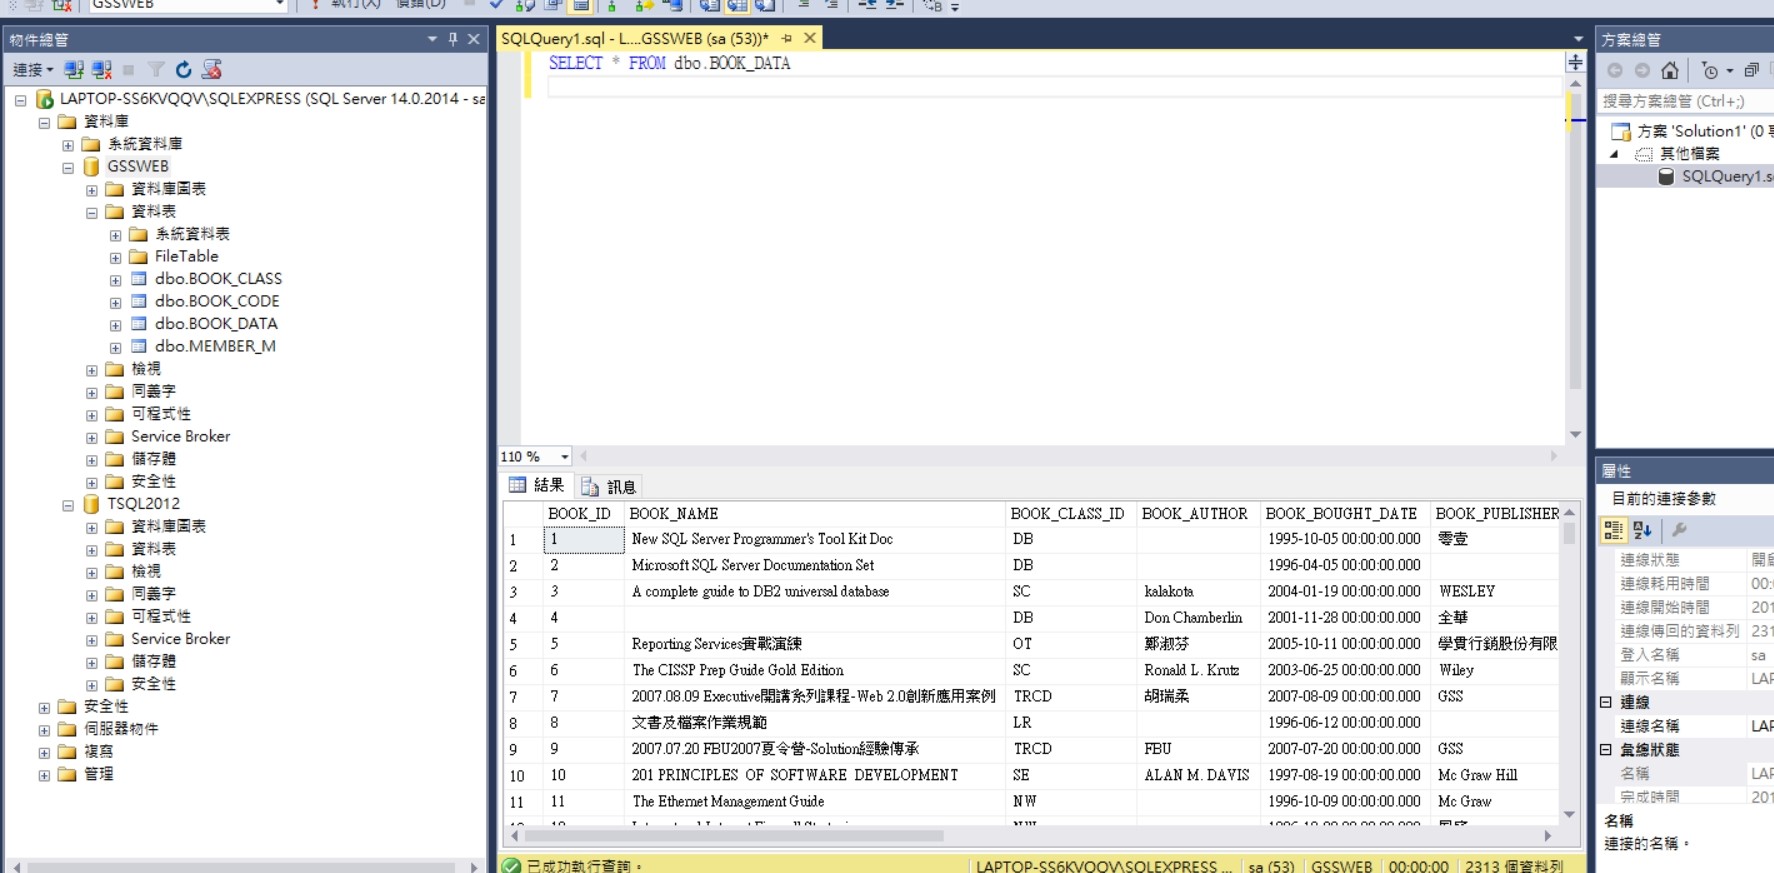 GSSWEB
執行(X) 偵錯(D)
物件總管
連接
LAPTOP-SS6KVQQV\SQLEXPRESS (SQL Server 14.0.2014 - sa
資料庫
系統資料庫
GSSWEB
資料庫圖表
資料表
系統資料表
FileTable
dbo.BOOK_CLASS
dbo.BOOK_CODE
dbo.BOOK_DATA
dbo.MEMBER_M
檢視
同義字
可程式性
Service Broker
儲存體
安全性
TSQL2012
資料庫圖表
資料表
檢視
同義字
可程式性
Service Broker
儲存體
安全性
安全性
伺服器物件
複寫
管理
SQLQuery1.sql - L....GSSWEB (sa (53))*
SELECT * FROM dbo.BOOK_DATA
110 %
結果 訊息
BOOK_ID BOOK_NAME BOOK_CLASS_ID BOOK_AUTHOR BOOK_BOUGHT_DATE BOOK_PUBLISHER
1 1 New SQL Server Programmer's Tool Kit Doc DB 1995-10-05 00:00:00.000 零壹
2 2 Microsoft SQL Server Documentation Set DB 1996-04-05 00:00:00.000
3 3 A complete guide to DB2 universal database SC kalakota 2004-01-19 00:00:00.000 WESLEY
4 4 DB Don Chamberlin 2001-11-28 00:00:00.000 全華
5 5 Reporting Services實戰演練 OT 鄭淑芬 2005-10-11 00:00:00.000 學貫行銷股份有限
6 6 The CISSP Prep Guide Gold Edition SC Ronald L. Krutz 2003-06-25 00:00:00.000 Wiley
7 7 2007.08.09 Executive開講系列課程-Web 2.0創新應用案例 TRCD 胡瑞柔 2007-08-09 00:00:00.000 GSS
8 8 文書及檔案作業規範 LR 1996-06-12 00:00:00.000
9 9 2007.07.20 FBU2007夏令營-Solution經驗傳承 TRCD FBU 2007-07-20 00:00:00.000 GSS
10 10 201 PRINCIPLES OF SOFTWARE DEVELOPMENT SE ALAN M. DAVIS 1997-08-19 00:00:00.000 Mc Graw Hill
11 11 The Ethernet Management Guide NW 1996-10-09 00:00:00.000 Mc Graw
已成功執行查詢。 LAPTOP-SS6KVQQV\SQLEXPRESS ... sa (53) GSSWEB 00:00:00 2313 個資料列
方案總管
搜尋方案總管 (Ctrl+;)
方案 'Solution1' (0
其他檔案
SQLQuery1.s
屬性
目前的連接參數
連線狀態
連線耗用時間 00:
連線開始時間 201
連線傳回的資料列 231
登入名稱 sa
顯示名稱 LAP
連線
連線名稱 LAP
彙總狀態
名稱 LAP
完成時間 201
名稱
連接的名稱。